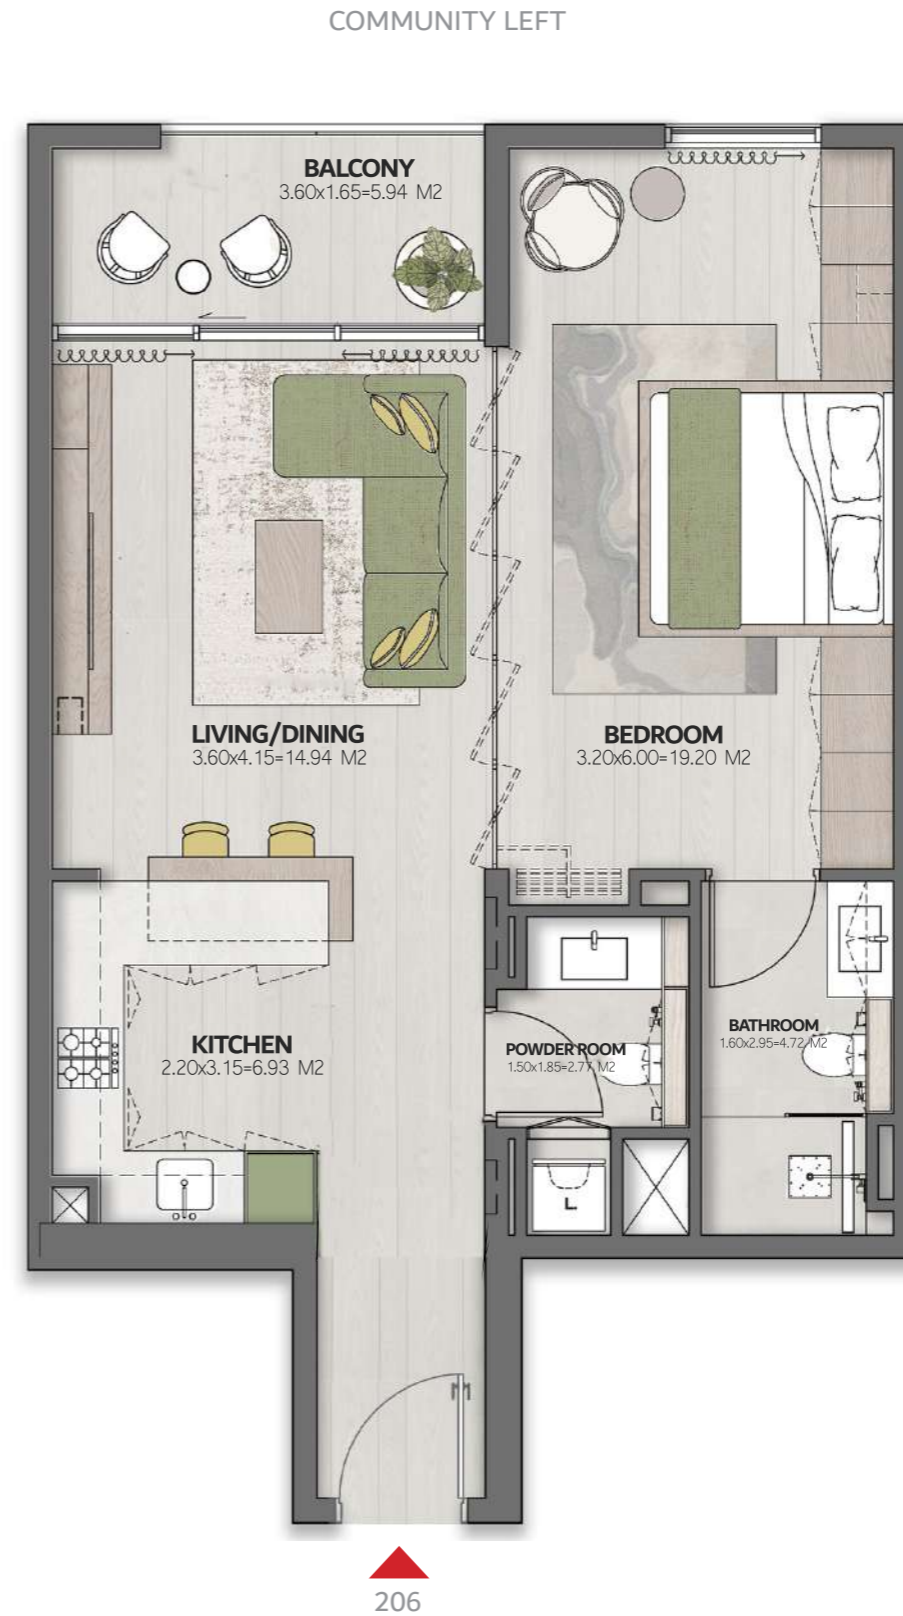 COMMUNITY LEFT
BALCONY
3.60x1.65=5.94 M2
LIVING/DINING
3.60x4.15=14.94 M2
BEDROOM
3.20x6.00=19.20 M2
KITCHEN
2.20x3.15=6.93 M2
POWDER ROOM
1.50x1.85=2.77 M2
BATHROOM
1.60x2.95=4.72 M2
L
206